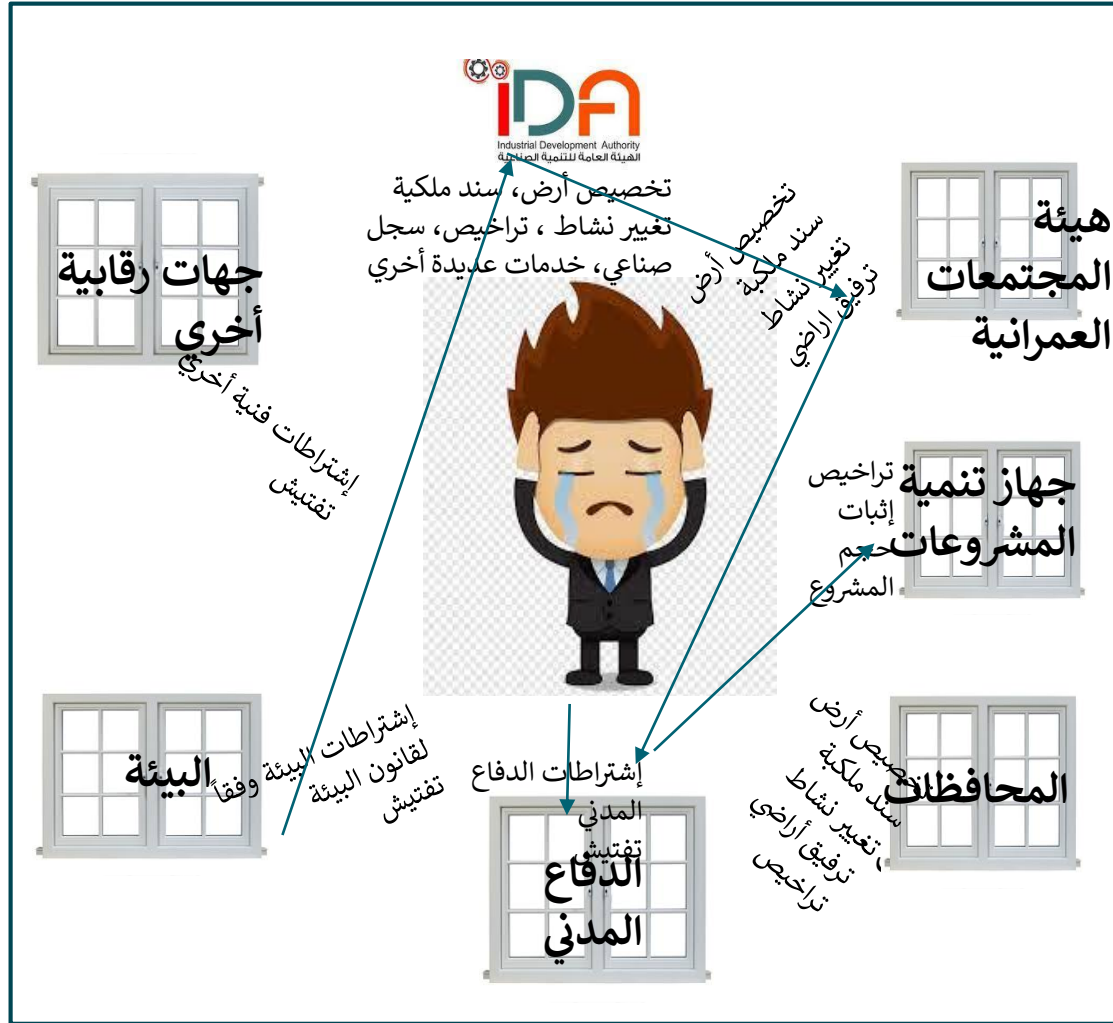 IDA
Industrial Development Authority
الهيئة العامة للتنمية الصناعية
تخصيص أرض، سند ملكية
تغيير نشاط ، تراخيص، سجل
صناعي، خدمات عديدة أخري
هيئة
المجتمعات
العمرانية
تخصيص أرض
سند ملكية
تغيير نشاط
ترفيق اراضي
جهات رقابية
أخري
إشتراطات فنية أخري
تفتيش
جهاز تنمية
المشروعات
تراخيص
إثبات
حجم
المشروع
المحافظات
تخصيص أرض
سند ملكية
تغيير نشاط
ترفيق أراضي
تراخيص
البيئة
إشتراطات البيئة وفقاً
لقانون البيئة
تفتيش
إشتراطات الدفاع
المدني
تفتيش
الدفاع
المدني